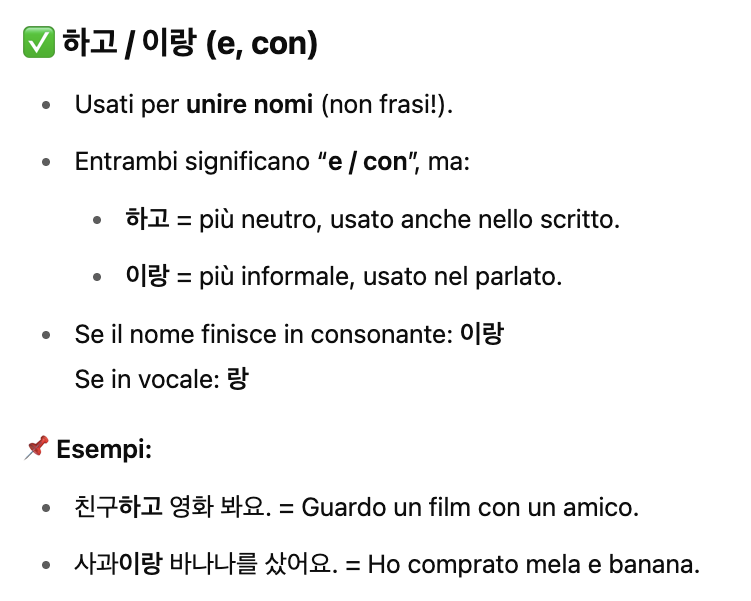 ✅ 하고 / 이랑 (e, con)
• Usati per unire nomi (non frasi!).
• Entrambi significano “e / con”, ma:
• 하고 = più neutro, usato anche nello scritto.
• 이랑 = più informale, usato nel parlato.
• Se il nome finisce in consonante: 이랑
Se in vocale: 랑
📌 Esempi:
• 친구하고 영화 봐요. = Guardo un film con un amico.
• 사과이랑 바나나를 샀어요. = Ho comprato mela e banana.